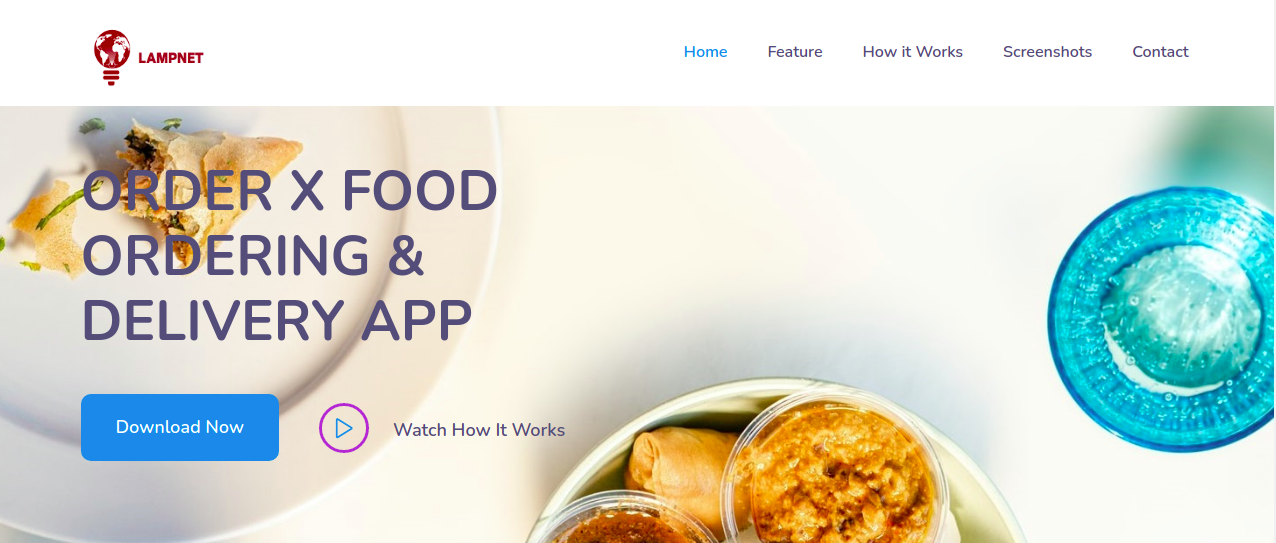 LAMPNET
Home Feature How it Works Screenshots Contact
ORDER X FOOD
ORDERING &
DELIVERY APP
Download Now
Watch How It Works